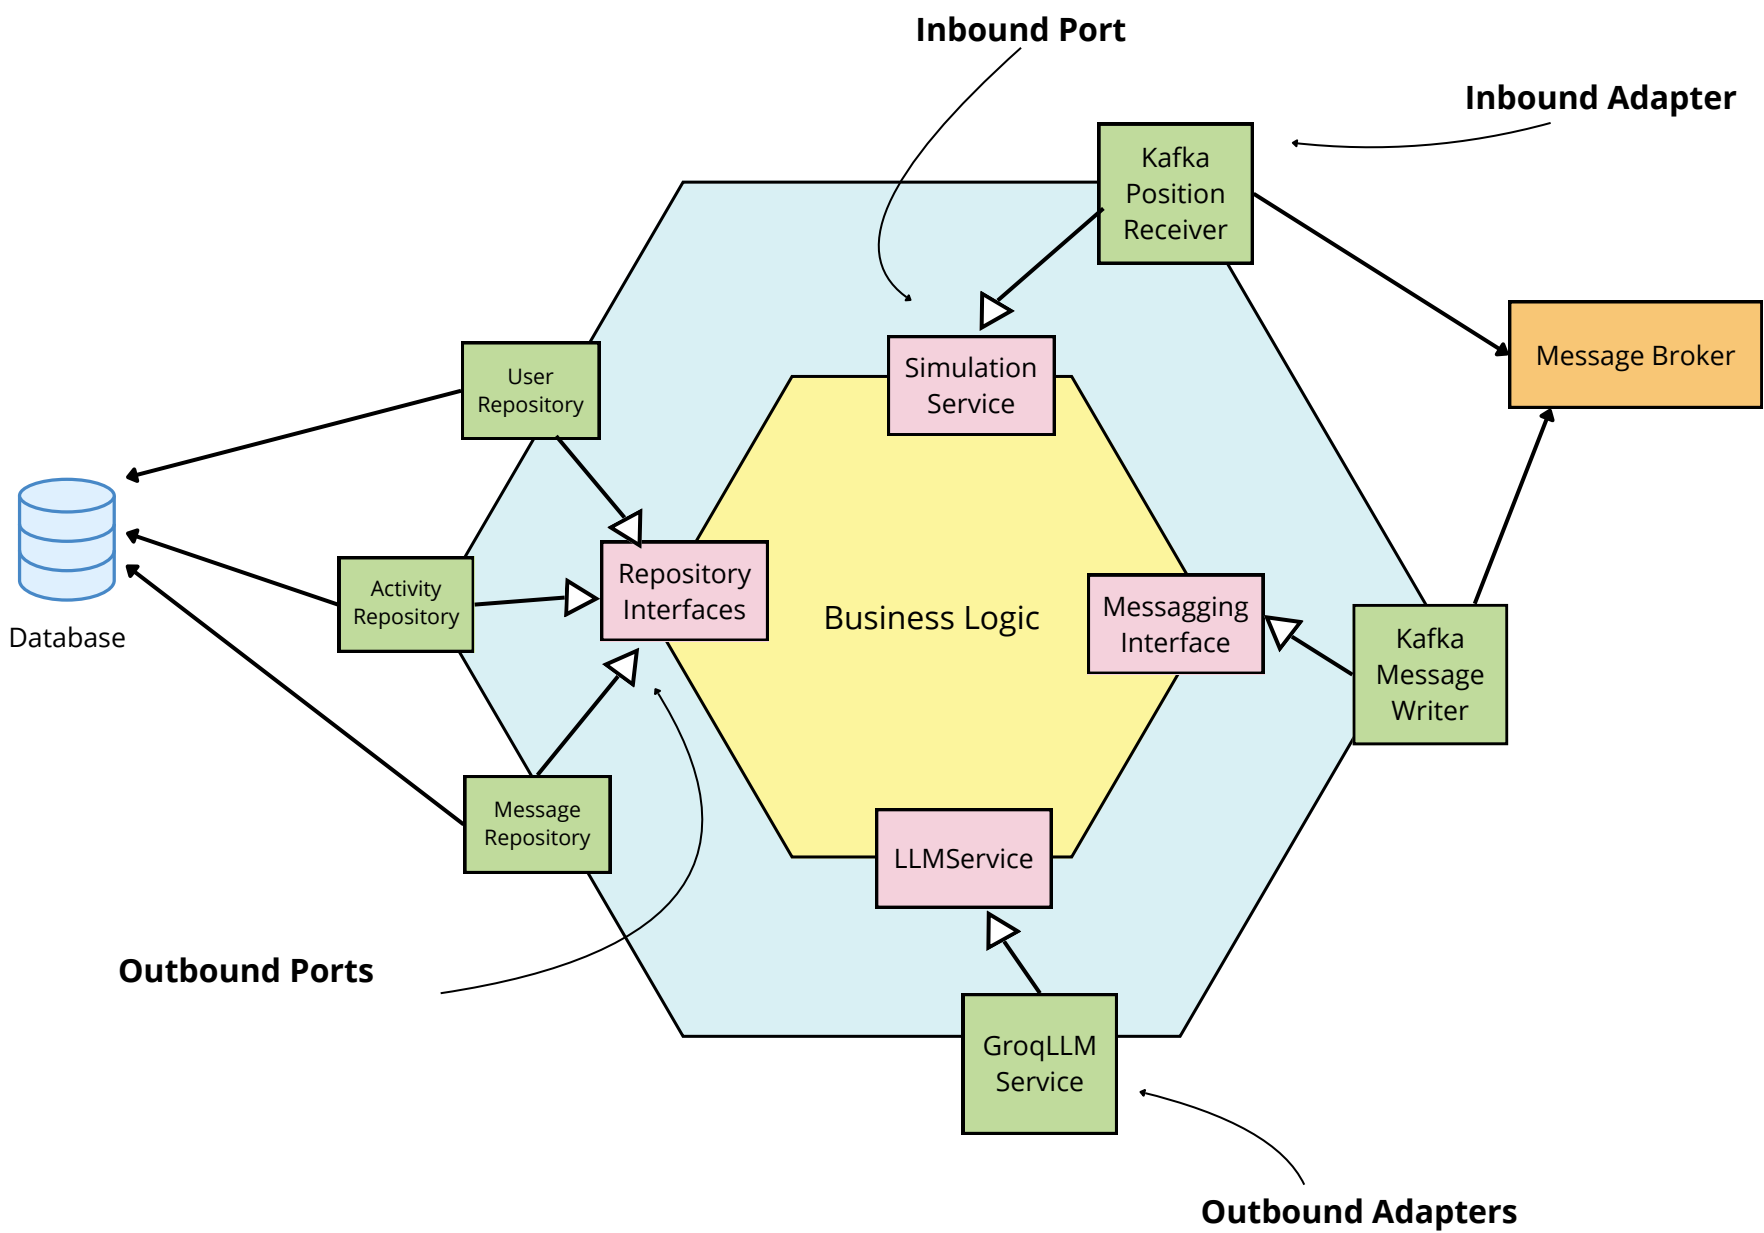 Inbound Port
Inbound Adapter
Kafka
Position
Receiver
Message Broker
Simulation
Service
User
Repository
Repository
Interfaces
Activity
Repository
Database
Business Logic
Messagging
Interface
Kafka
Message
Writer
Message
Repository
LLMService
Outbound Ports
GroqLLM
Service
Outbound Adapters